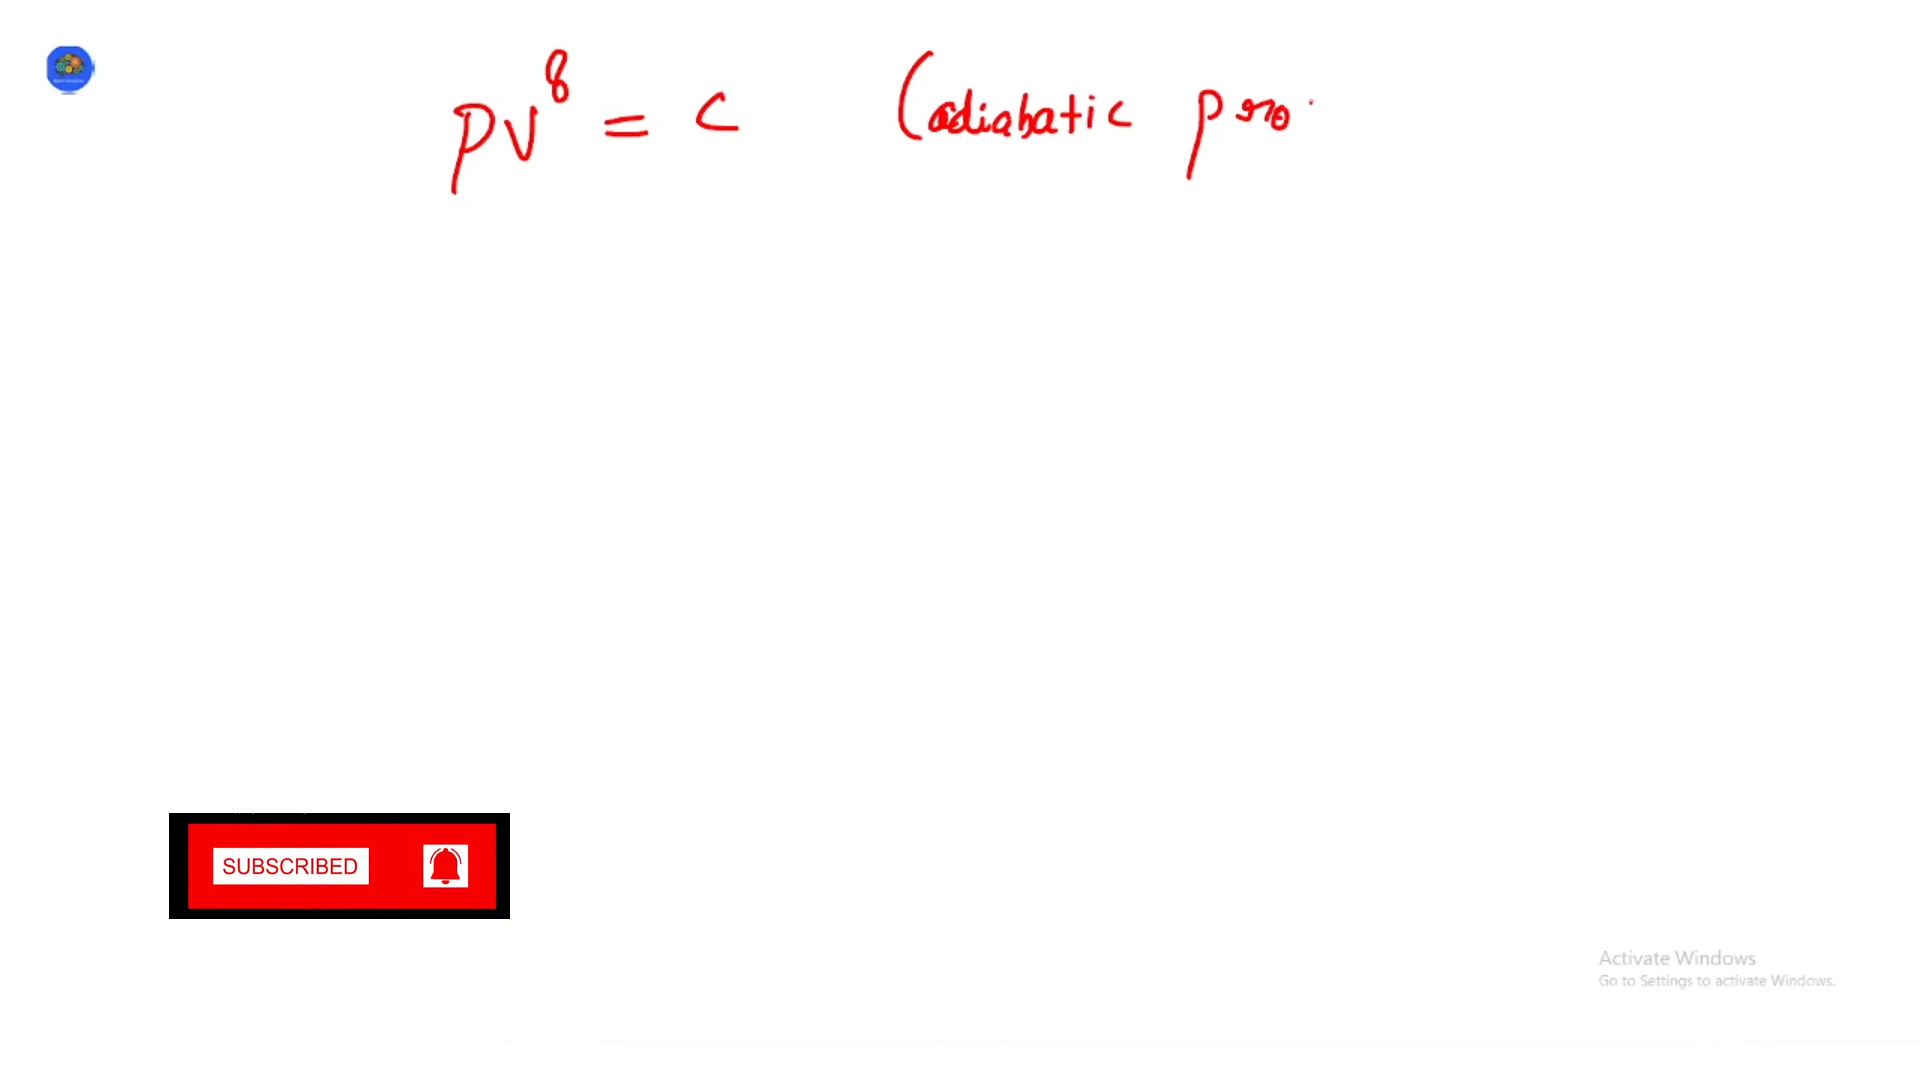 PV^γ = C (adiabatic pro
SUBSCRIBED
Activate Windows
Go to Settings to activate Windows.